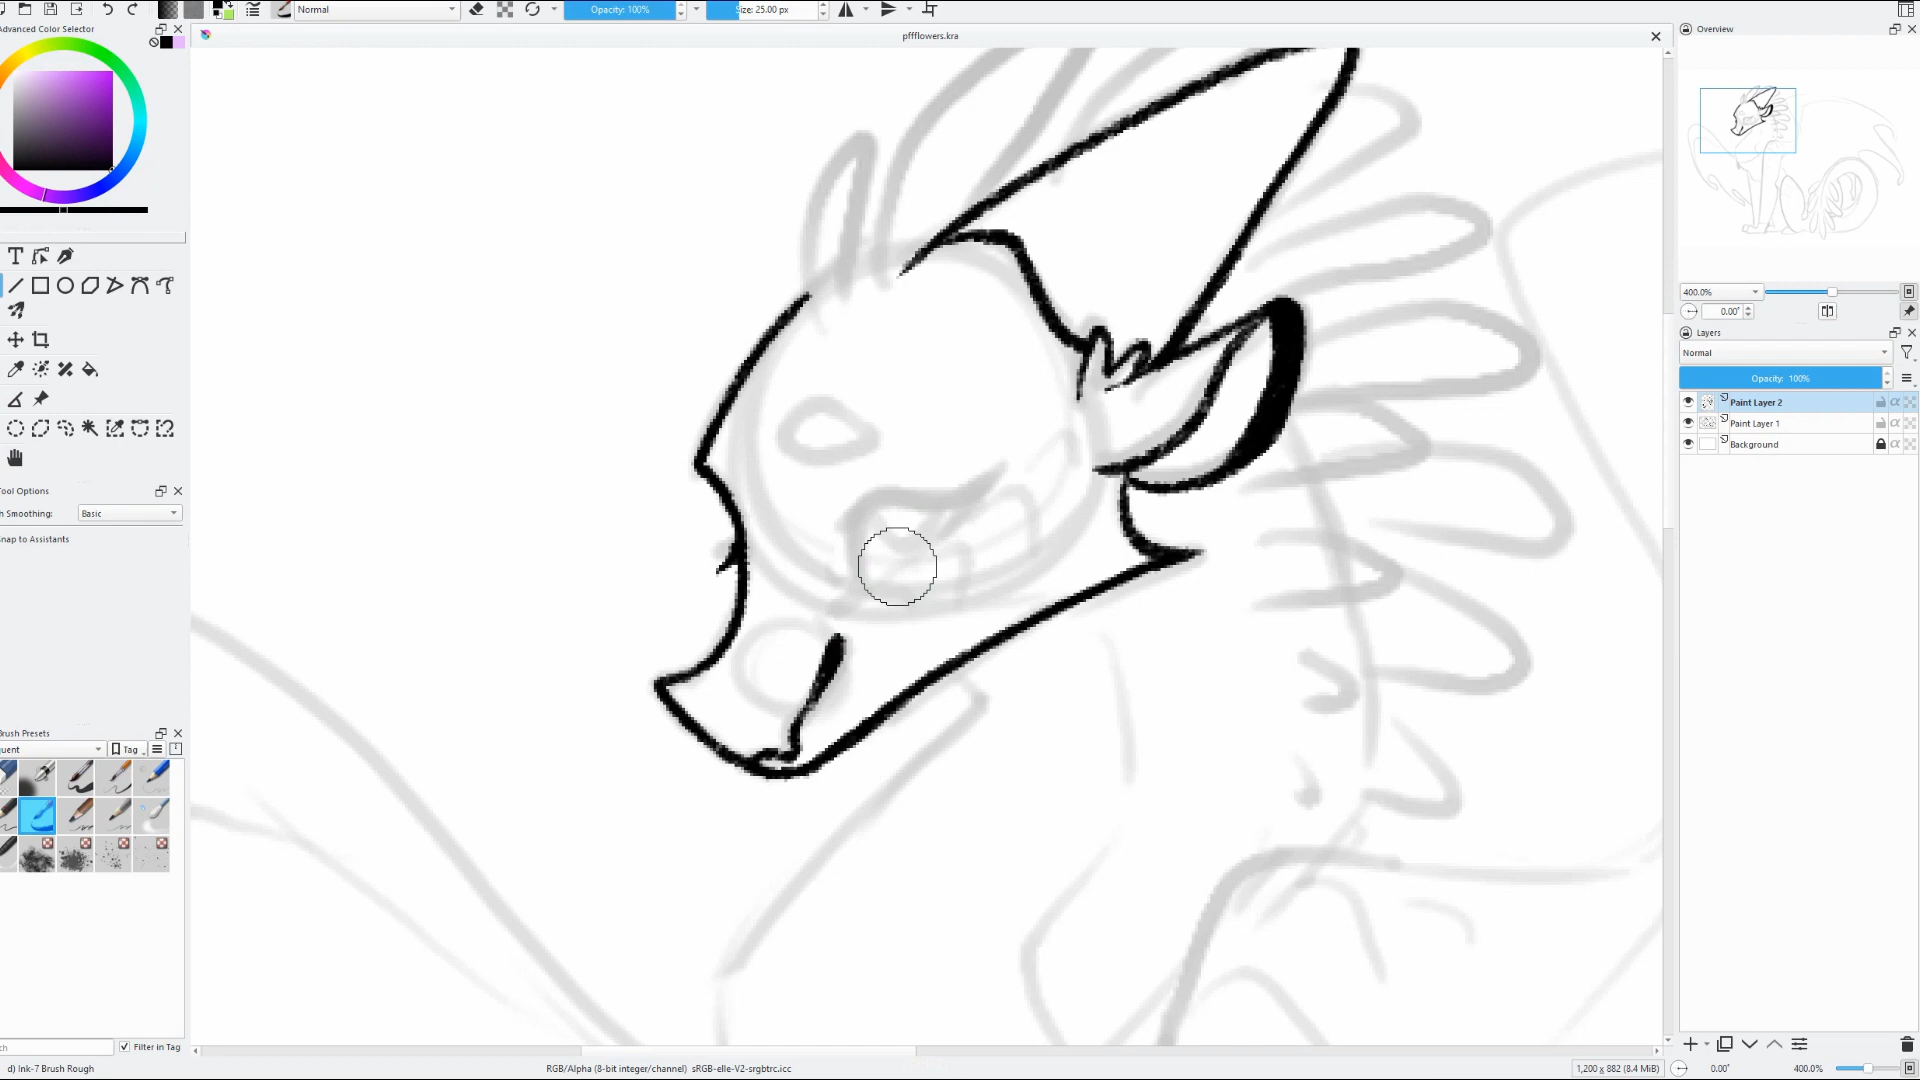 Normal
Opacity: 100%
Size: 25.00 px
Advanced Color Selector
pffflowers.kra
Overview
400.0%
0.00°
Layers
Normal
Opacity: 100%
Paint Layer 2
Paint Layer 1
Background
Tool Options
h Smoothing:
Basic
Snap to Assistants
Brush Presets
quent
Tag
ch
Filter in Tag
d) Ink-7 Brush Rough
RGB/Alpha (8-bit integer/channel) sRGB-elle-V2-srgbtrc.icc
1,200 x 882 (8.4 MiB)
0.00°
400.0%